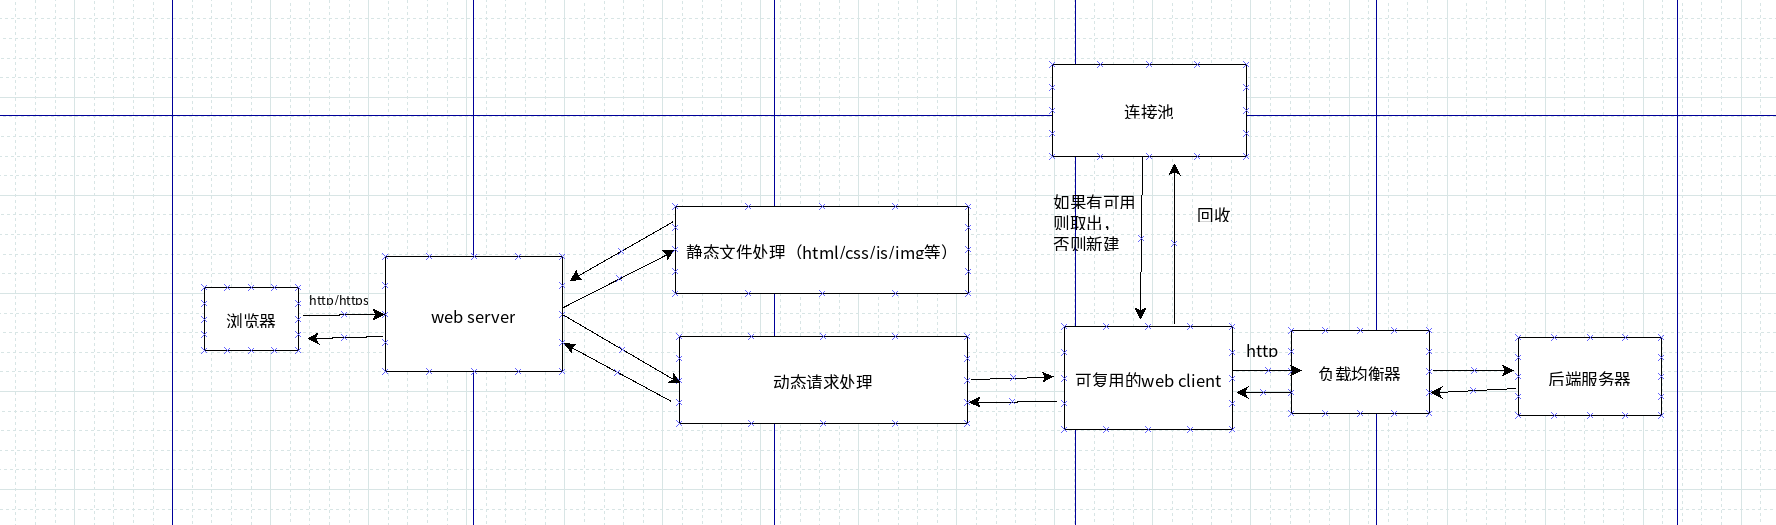 连接池
如果有可用
则取出，
否则新建
回收
静态文件处理（html/css/js/img等）
浏览器
http/https
web server
动态请求处理
可复用的web client
http
负载均衡器
后端服务器